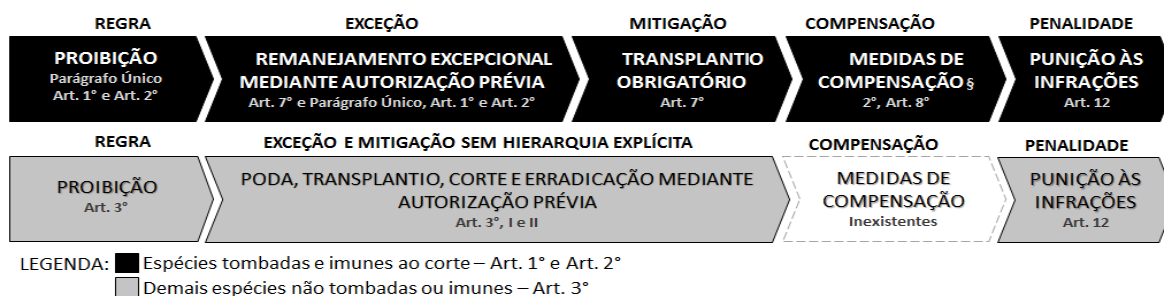 REGRA EXCEÇÃO MITIGAÇÃO COMPENSAÇÃO PENALIDADE
PROIBIÇÃO
Parágrafo Único
Art. 1° e Art. 2°
REMANEJAMENTO EXCEPCIONAL
MEDIANTE AUTORIZAÇÃO PRÉVIA
Art. 7° e Parágrafo Único, Art. 1° e Art. 2°
TRANSPLANTIO
OBRIGATÓRIO
Art. 7°
MEDIDAS DE
COMPENSAÇÃO §
2°, Art. 8°
PUNIÇÃO ÀS
INFRAÇÕES
Art. 12
REGRA EXCEÇÃO E MITIGAÇÃO SEM HIERARQUIA EXPLÍCITA COMPENSAÇÃO PENALIDADE
PROIBIÇÃO
Art. 3°
PODA, TRANSPLANTIO, CORTE E ERRADICAÇÃO MEDIANTE
AUTORIZAÇÃO PRÉVIA
Art. 3°, I e II
MEDIDAS DE
COMPENSAÇÃO
Inexistentes
PUNIÇÃO ÀS
INFRAÇÕES
Art. 12
LEGENDA: Espécies tombadas e imunes ao corte – Art. 1° e Art. 2°
Demais espécies não tombadas ou imunes – Art. 3°